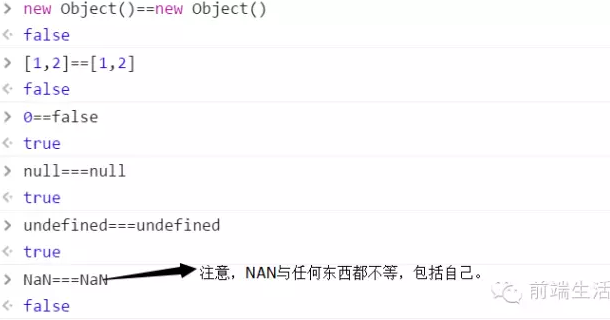 new Object()==new Object()
false
[1,2]==[1,2]
false
0==false
true
null===null
true
undefined===undefined
true
NaN===NaN 注意，NAN与任何东西都不等，包括自己。
false 前端生活